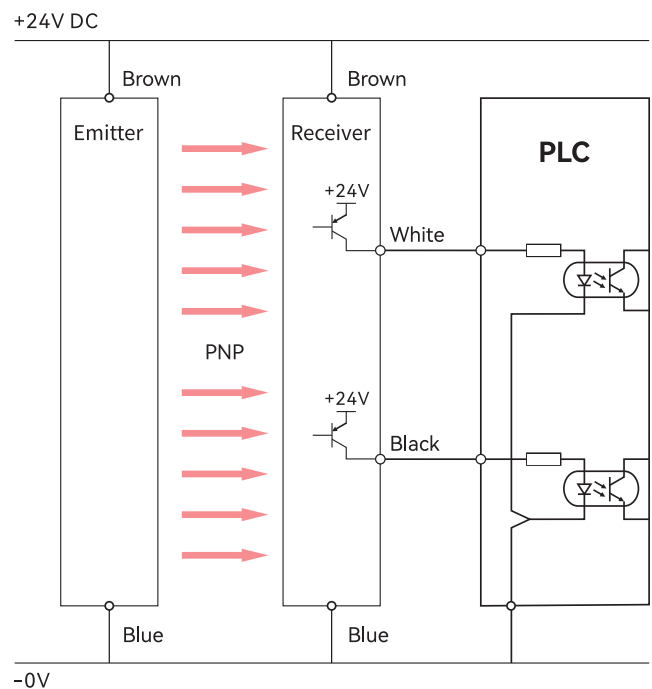 +24V DC
Brown
Brown
Emitter
Receiver
PLC
+24V
White
PNP
+24V
Black
Blue
Blue
-0V